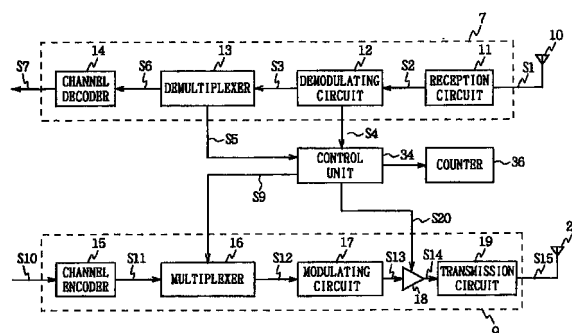 7
10
14
13
12
11
S7
S6
S3
S2
S1
CHANNEL
DECODER
DEMULTIPLEXER
DEMODULATING
CIRCUIT
RECEPTION
CIRCUIT
S5
S4
34
36
CONTROL
UNIT
COUNTER
S9
S20
15
16
17
19
2
S10
S11
S12
S13
S14
S15
CHANNEL
ENCODER
MULTIPLEXER
MODULATING
CIRCUIT
TRANSMISSION
CIRCUIT
18
9